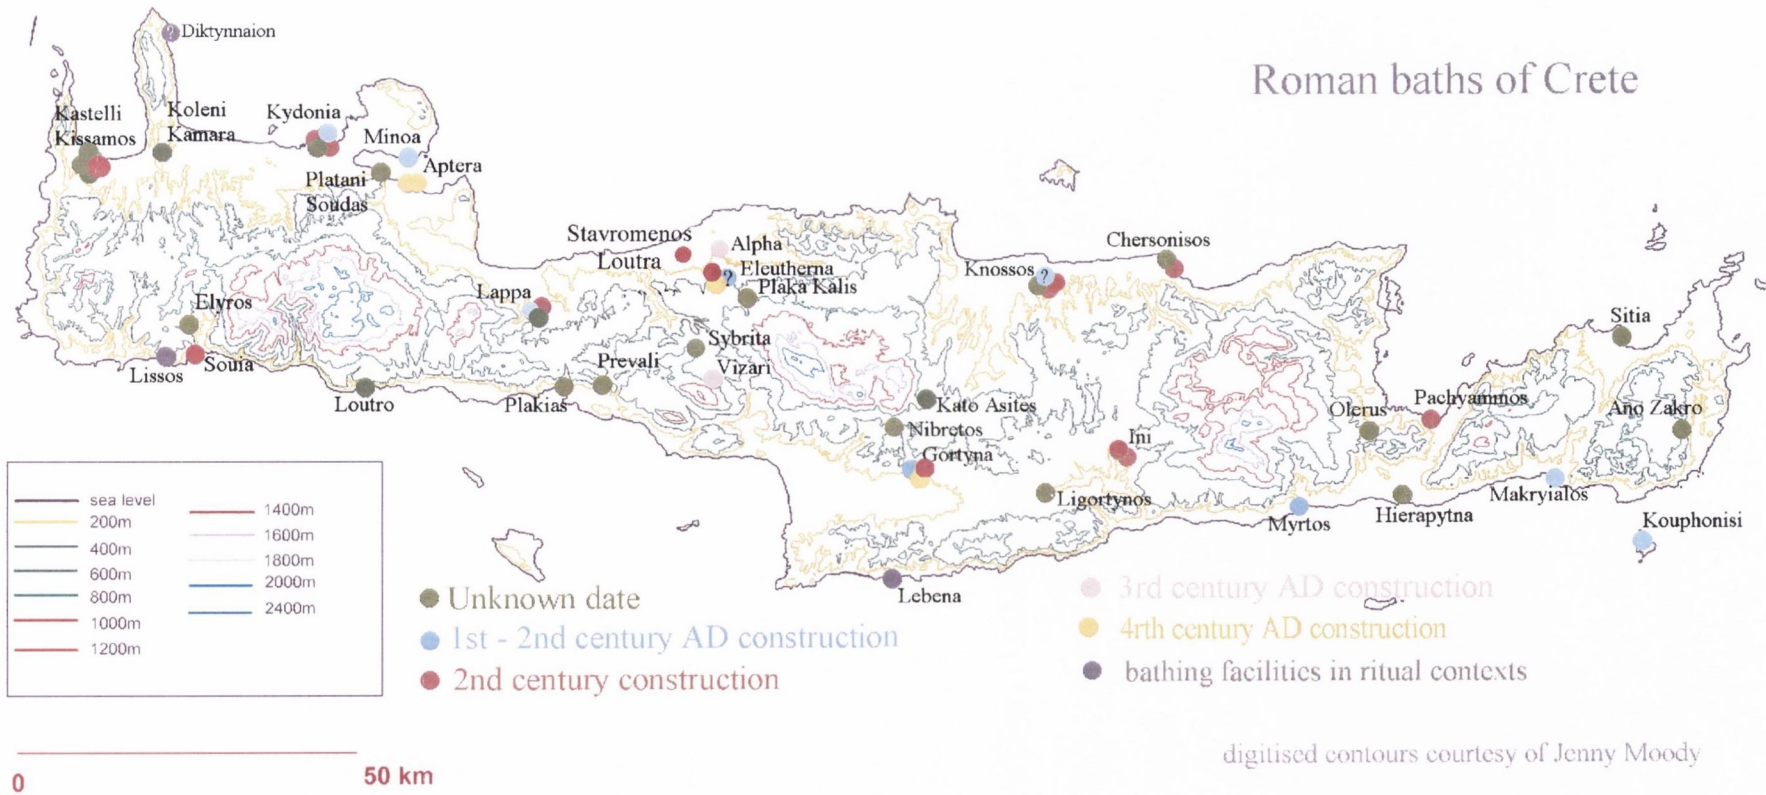 Roman baths of Crete
? Diktynnaion
Kastelli
Kissamos
Koleni
Kamara
Kydonia
Minoa
Aptera
Platani
Soudas
Stavromenos
Loutra
Alpha
? Eleutherna
Plaka Kalis
Knossos ?
Chersonisos
Lappa
Elyros
Sybrita
Vizari
Prevali
Lissos
Souia
Loutro
Plakias
Kato Asites
Nibretos
Gortyna
Ini
Ligortynos
Lebena
Sitia
Olerus
Pachyammos
Ano Zakro
Myrtos
Hierapytna
Makryialos
Kouphonisi
sea level
200m
400m
600m
800m
1000m
1200m
1400m
1600m
1800m
2000m
2400m
Unknown date
1st - 2nd century AD construction
2nd century construction
3rd century AD construction
4rth century AD construction
bathing facilities in ritual contexts
0
50 km
digitised contours courtesy of Jenny Moody